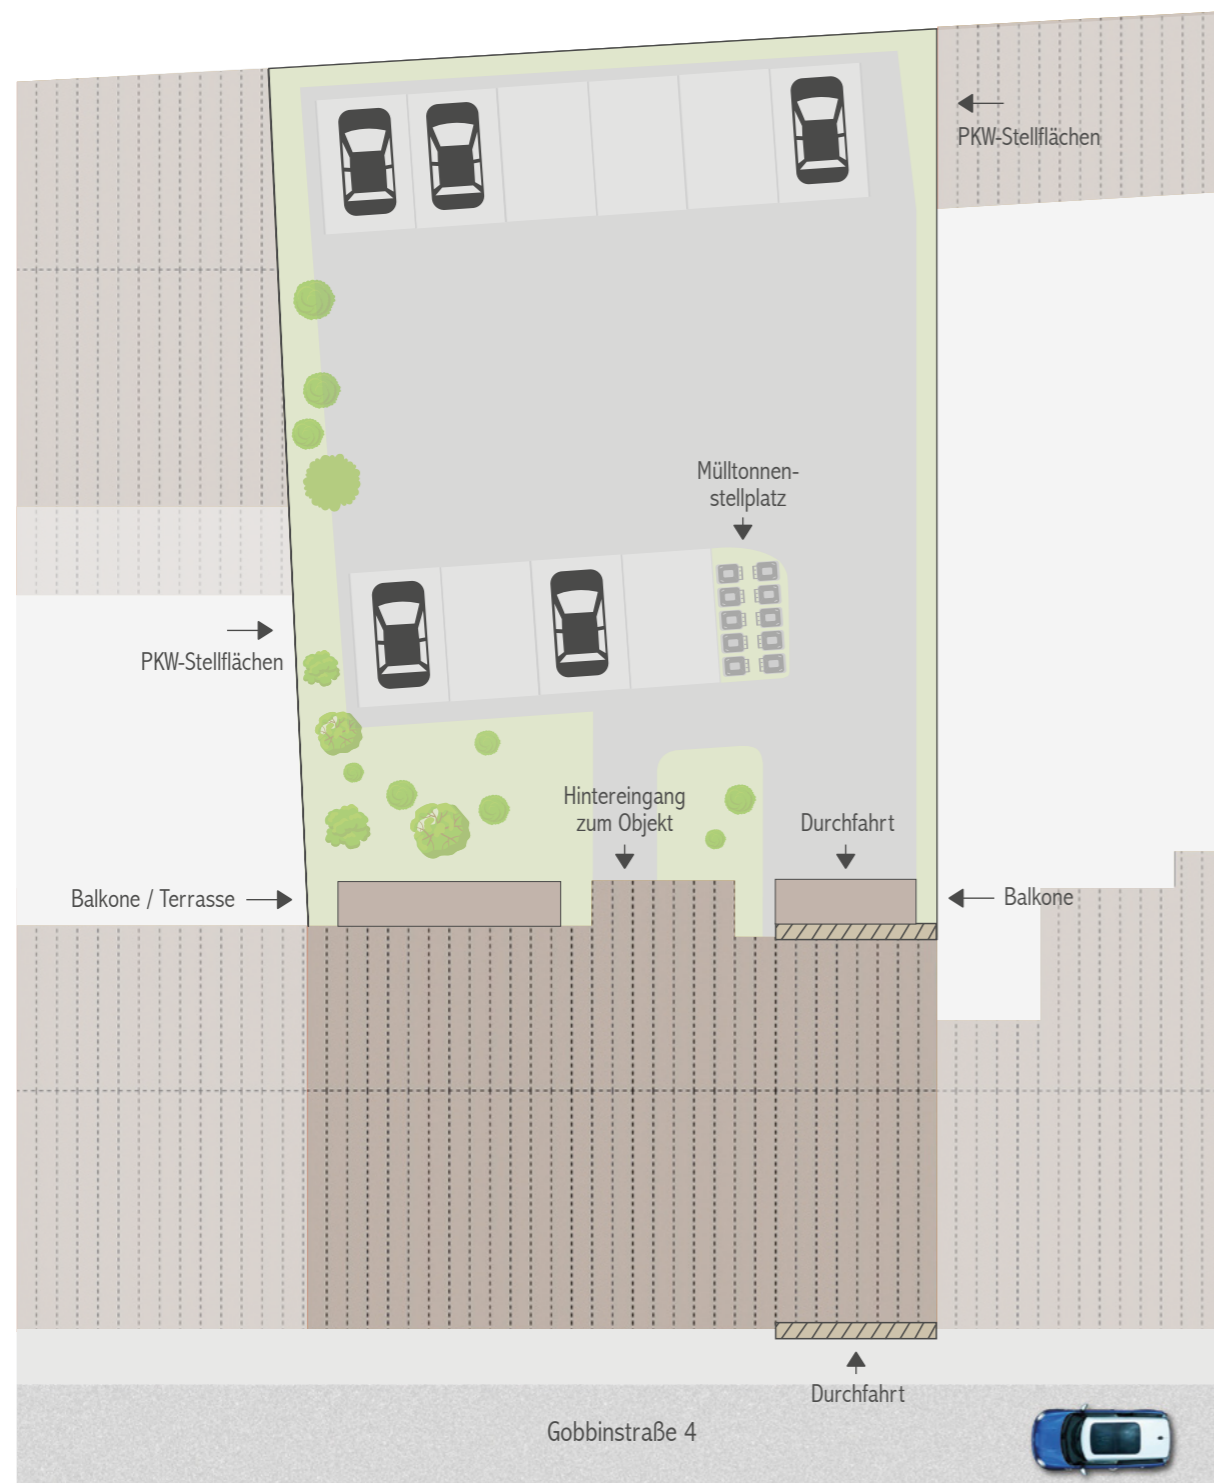 PKW-Stellflächen
Mülltonnen-
stellplatz
PKW-Stellflächen
Hintereingang
zum Objekt
Durchfahrt
Balkone / Terrasse
Balkone
Durchfahrt
Gobbinstraße 4